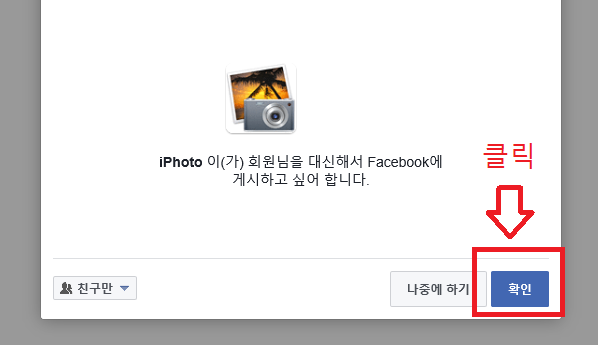 클릭
iPhoto 이(가) 회원님을 대신해서 Facebook에
게시하고 싶어 합니다.
친구만
나중에 하기
확인